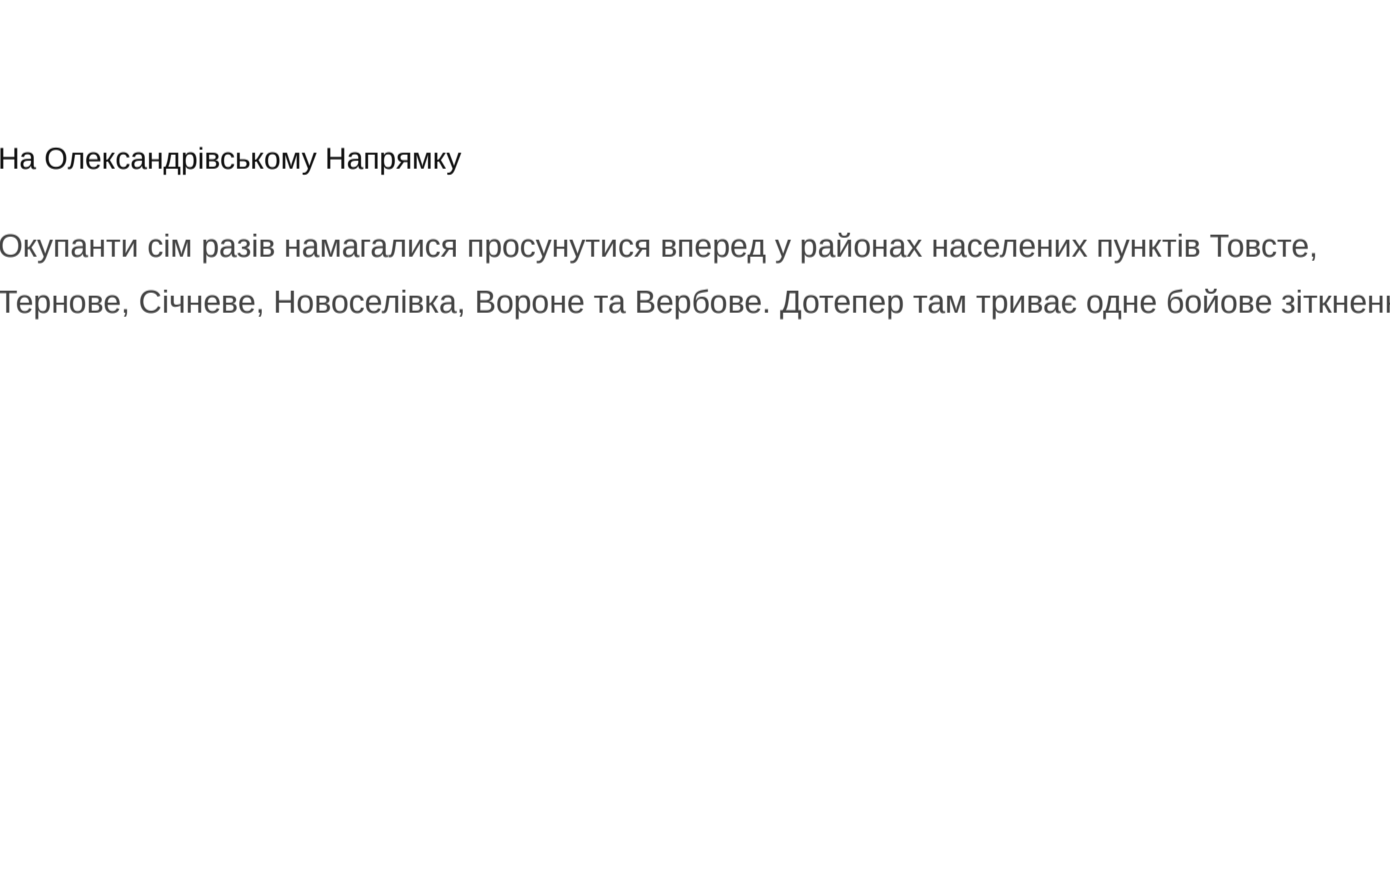 На Олександрівському Напрямку
Окупанти сім разів намагалися просунутися вперед у районах населених пунктів Товсте,
Тернове, Січневе, Новоселівка, Вороне та Вербове. Дотепер там триває одне бойове